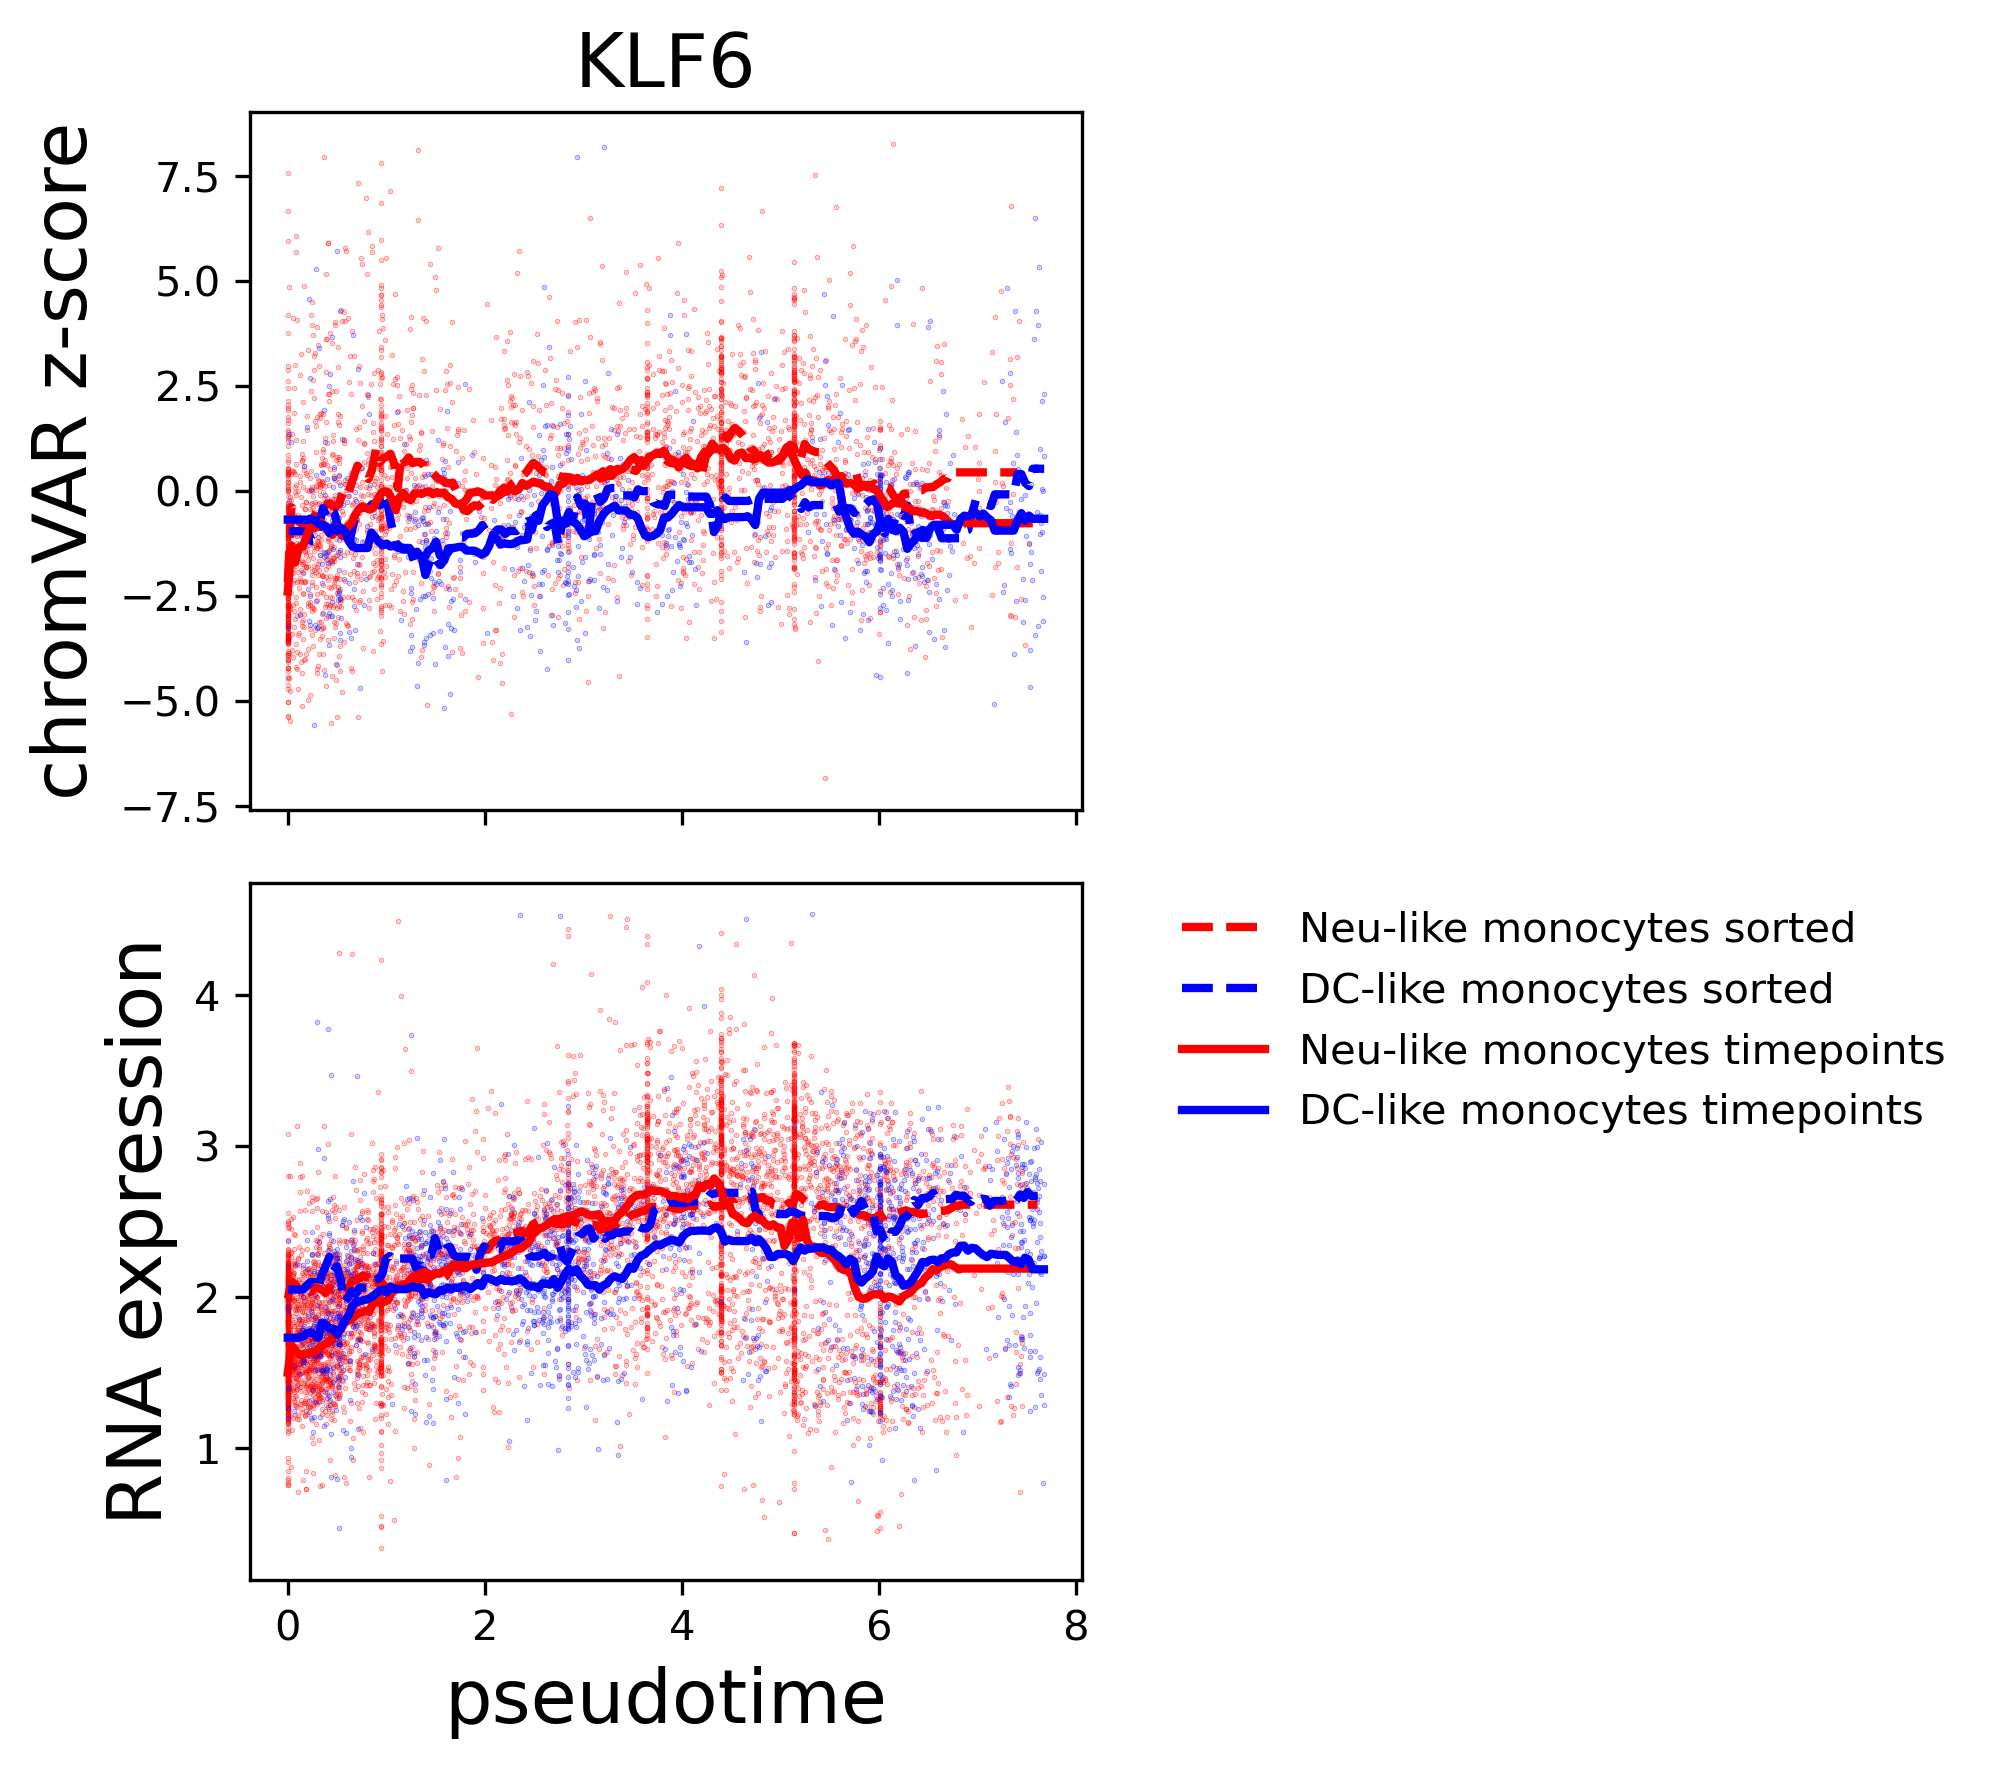 KLF6
chromVAR z-score
7.5
5.0
2.5
0.0
−2.5
−5.0
−7.5
RNA expression
4
3
2
1
0 2 4 6 8
pseudotime
Neu-like monocytes sorted
DC-like monocytes sorted
Neu-like monocytes timepoints
DC-like monocytes timepoints